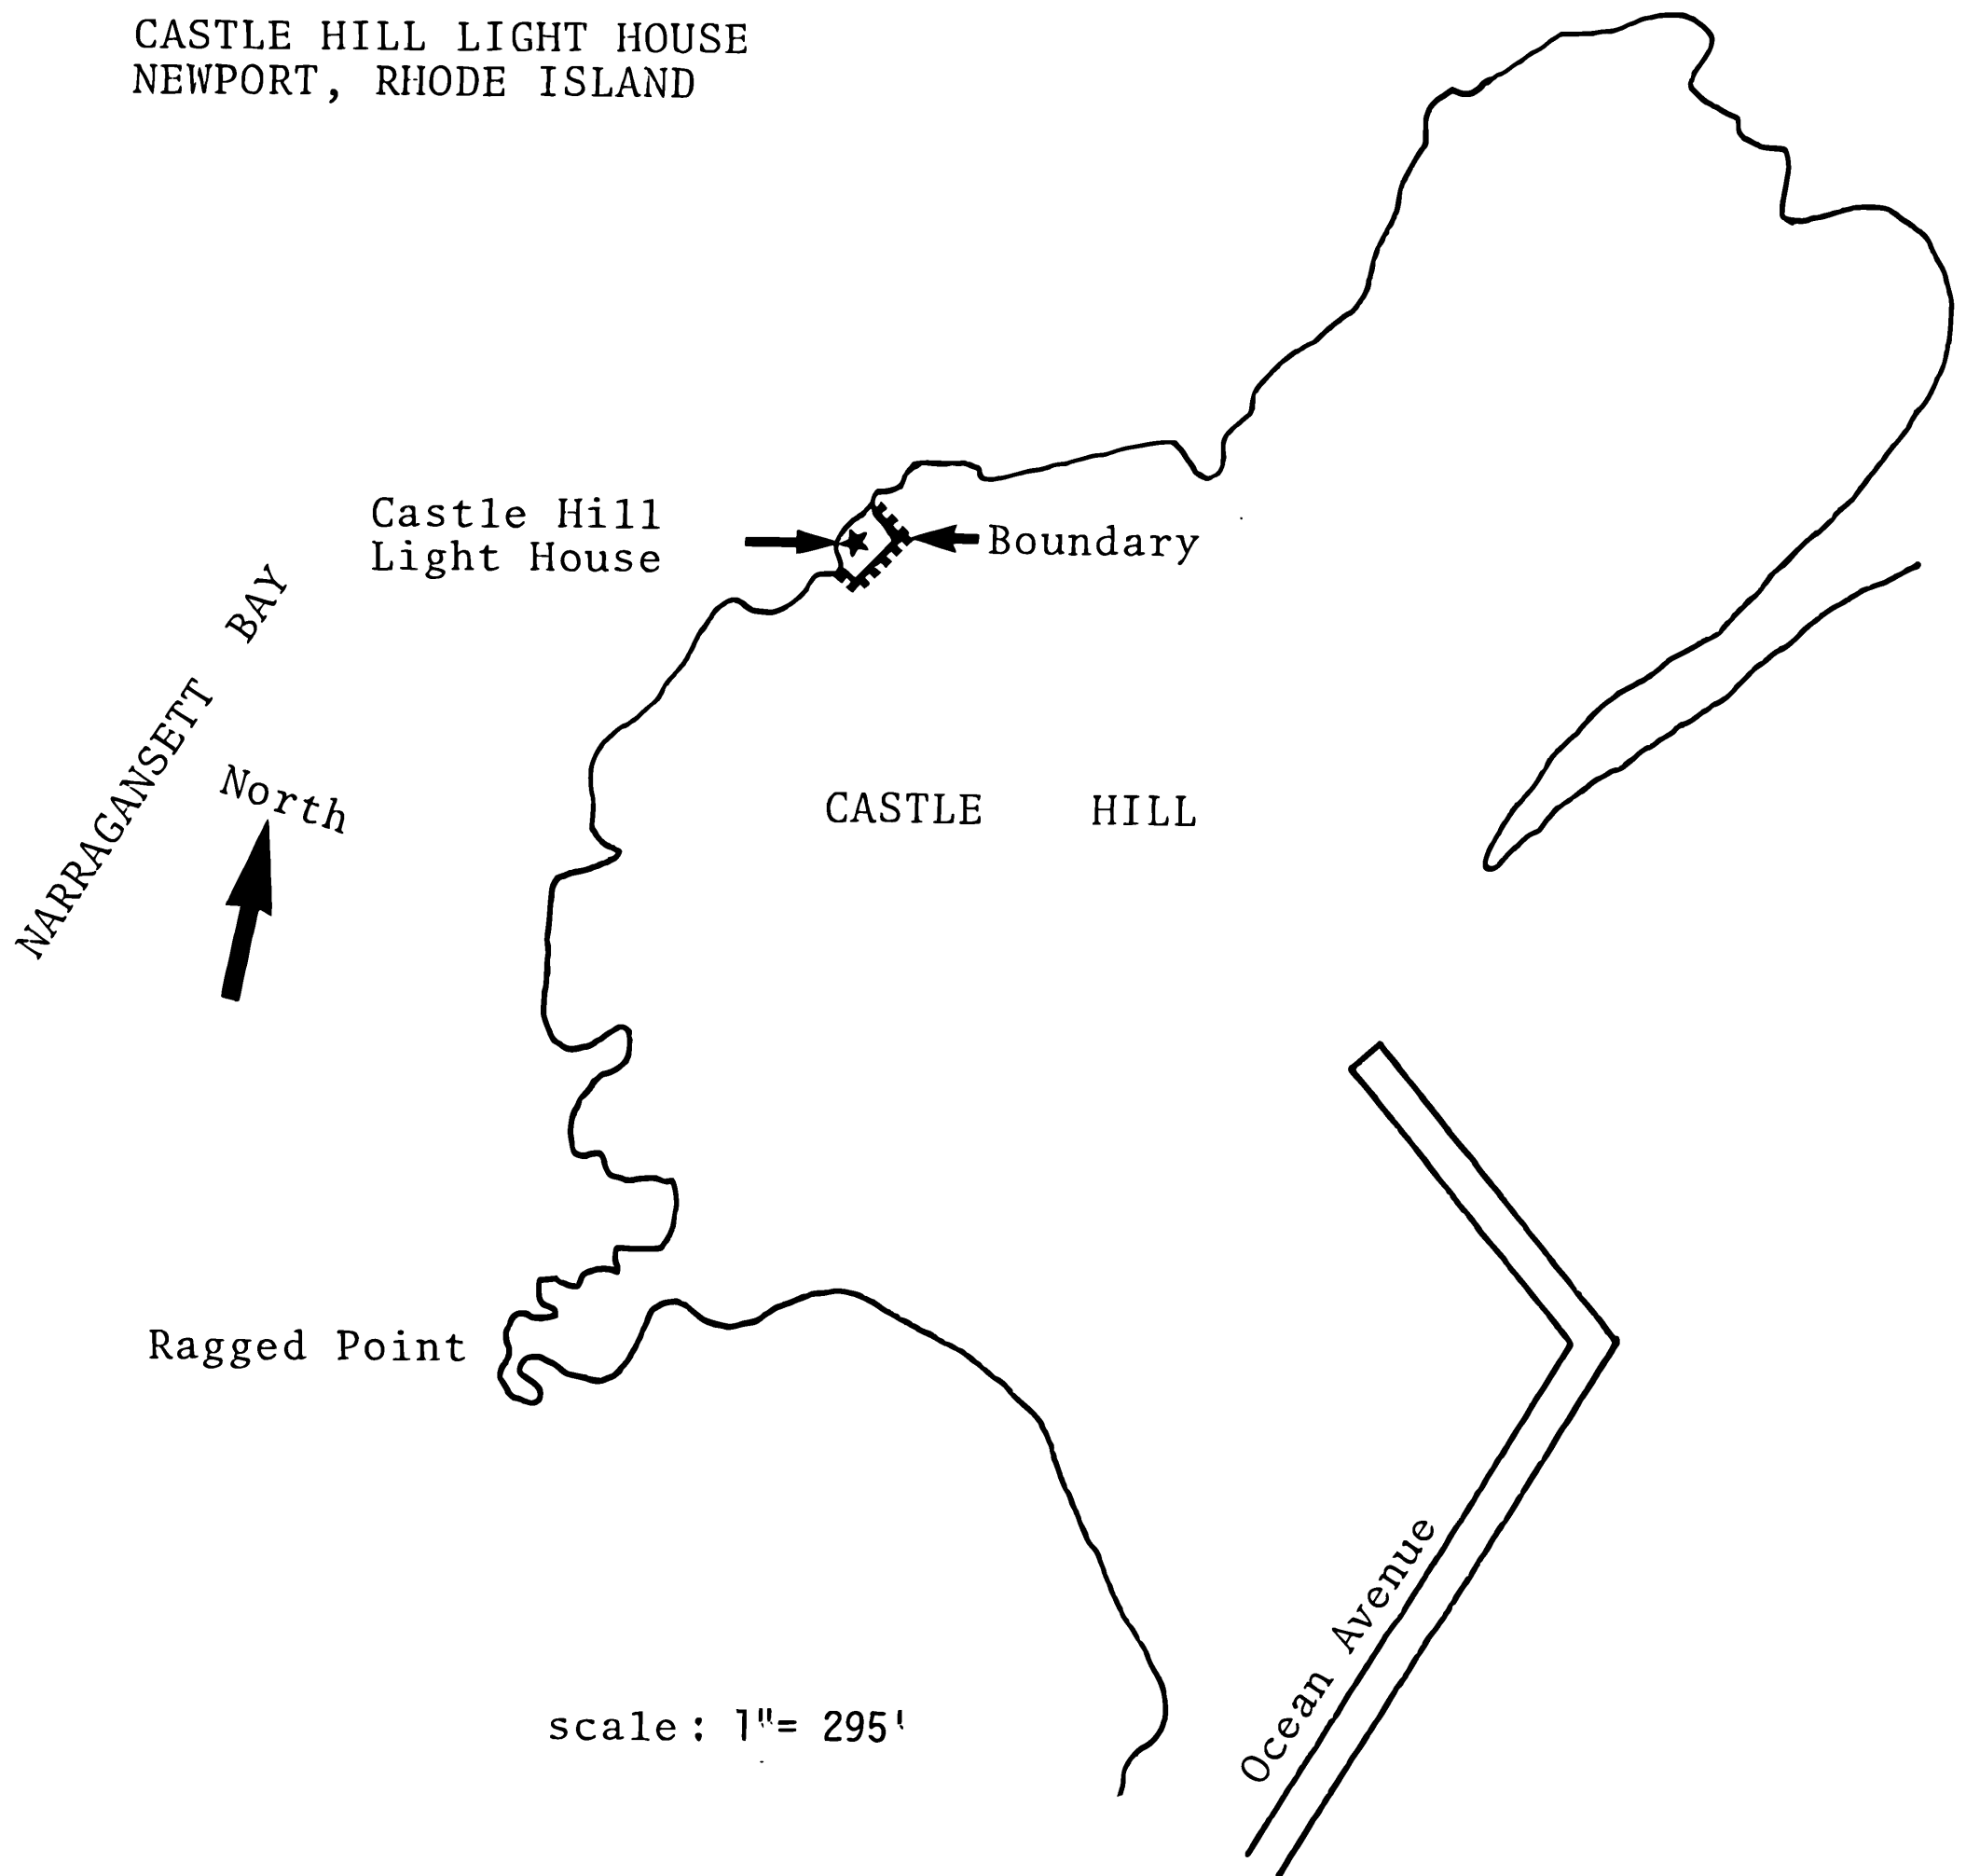 CASTLE HILL LIGHT HOUSE
NEWPORT, RHODE ISLAND
Castle Hill
Light House
Boundary
NARRAGANSETT BAY
North
CASTLE HILL
Ragged Point
Ocean Avenue
scale: 1"= 295'